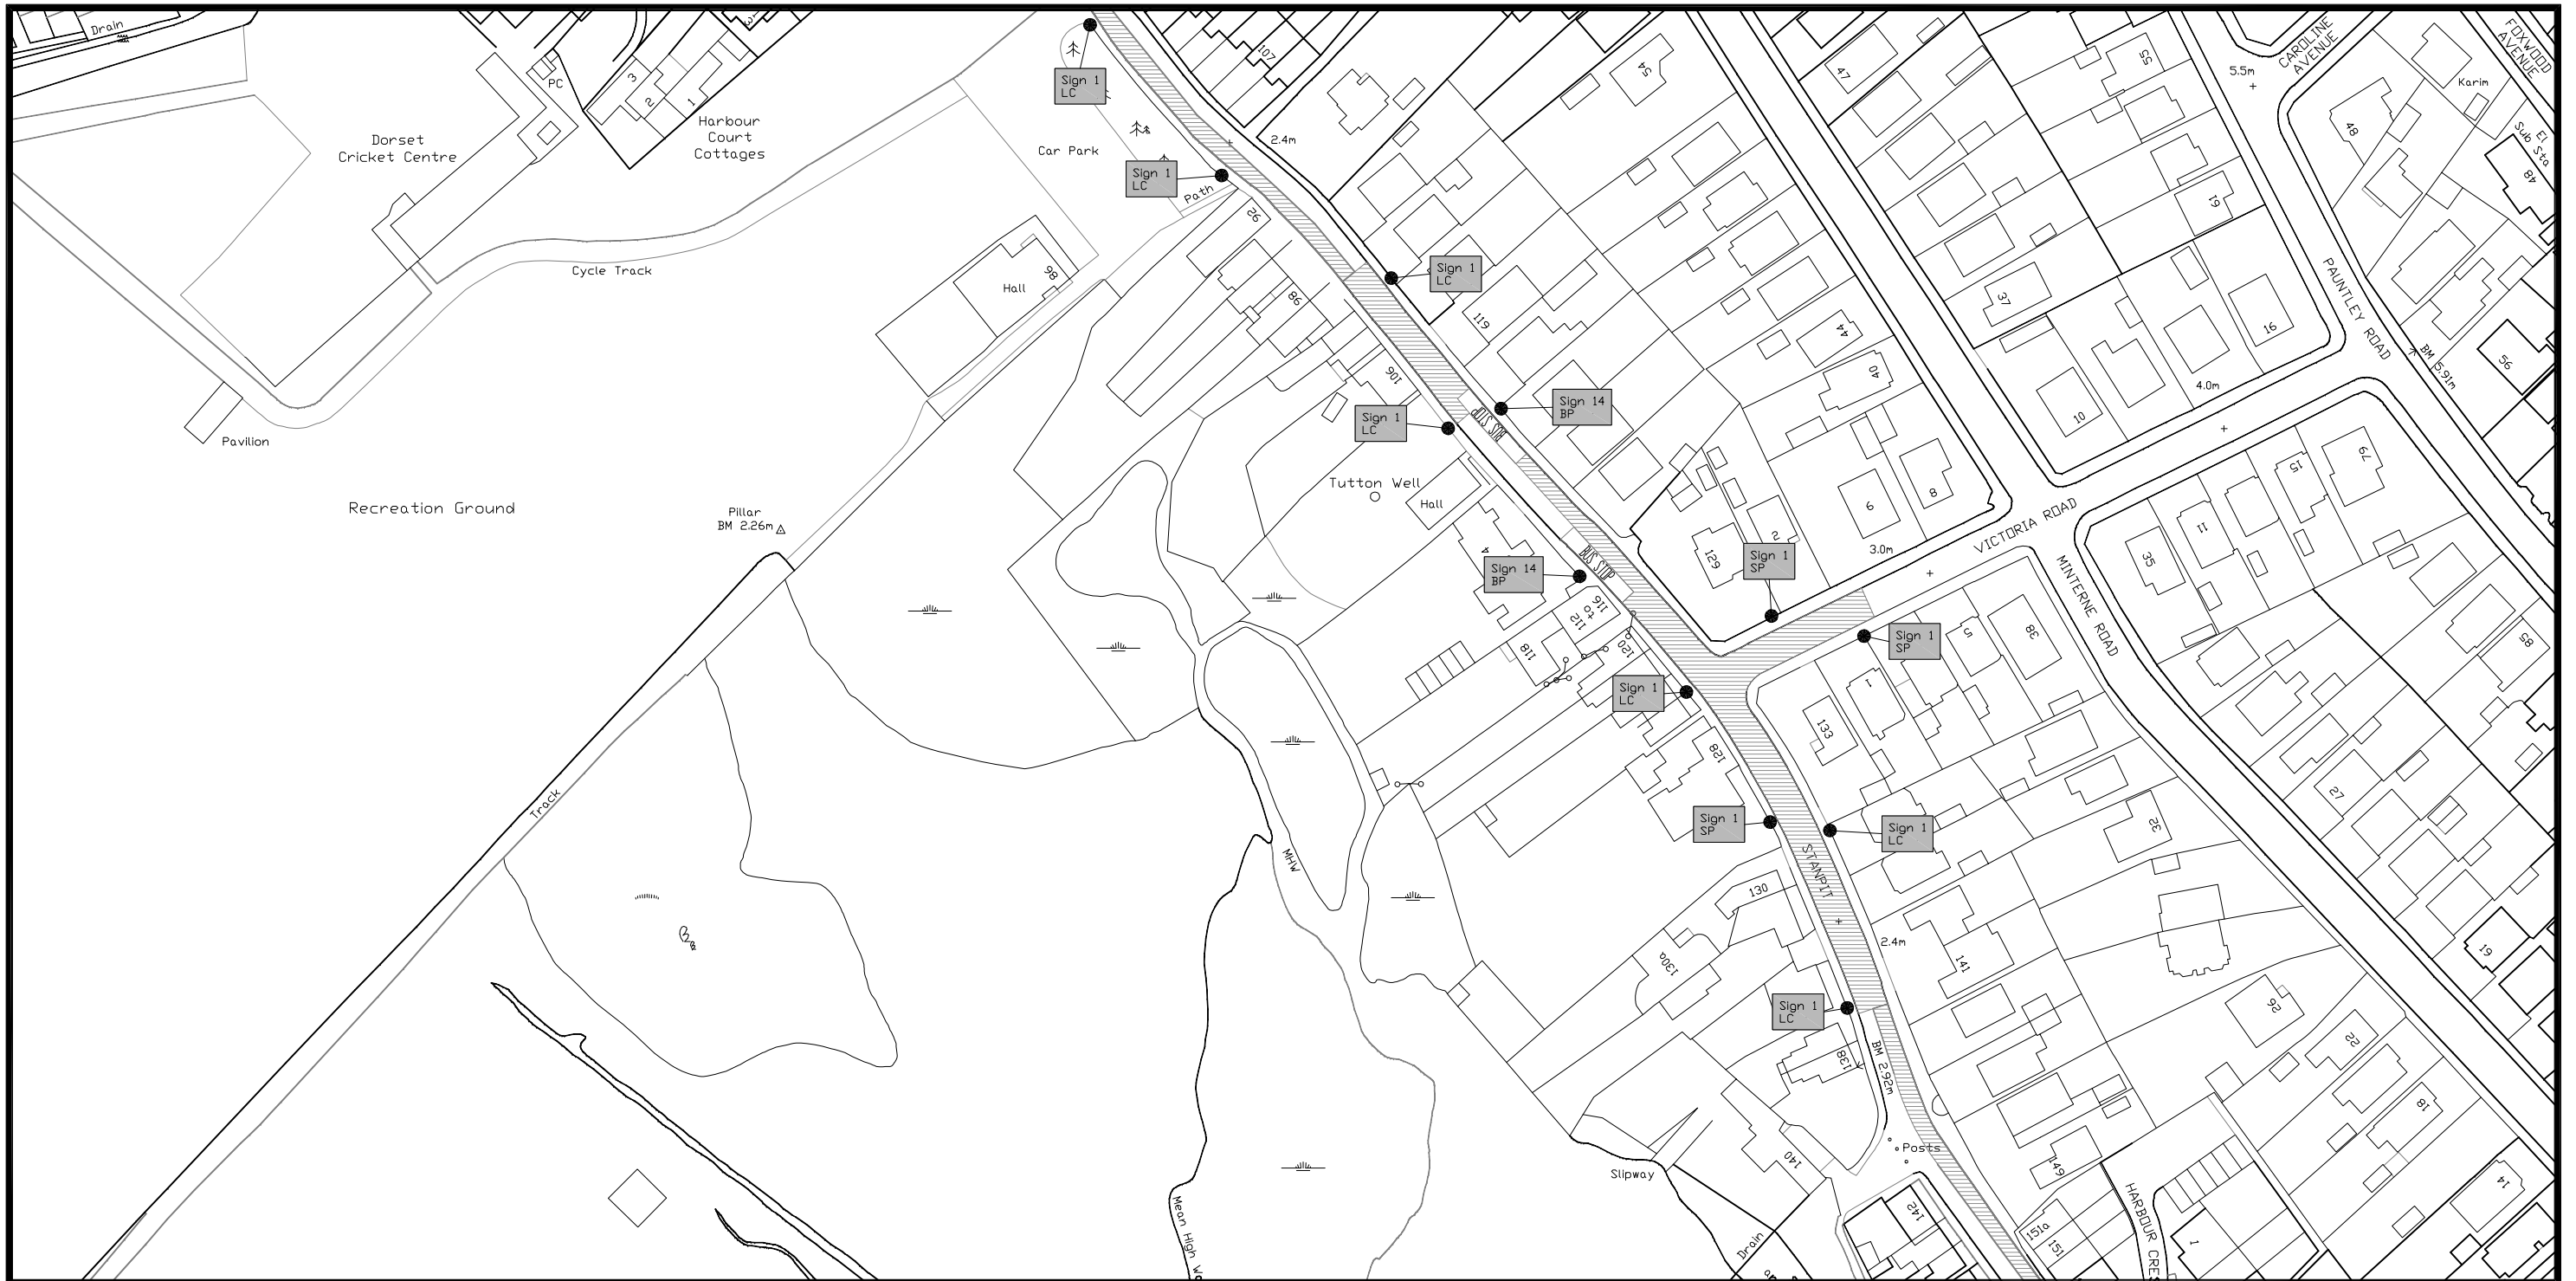 Drain
PC
3
2
1
Dorset
Cricket Centre
Harbour
Court
Cottages
Sign 1
LC
107
Car Park
2.4m
Sign 1
LC
Path
92
54
47
55
5.5m
CAROLINE
AVENUE
FOXWOOD
AVENUE
Karim
48
El
Sub Sta
48
61
Cycle Track
Hall
98
98
Sign 1
LC
119
44
40
37
16
PAUNTLEY ROAD
BM 5.91m
56
4.0m
10
106
Sign 1
LC
Sign 14
BP
BUS STOP
Pavilion
Recreation Ground
Pillar
BM 2.26m
Tutton Well
Hall
6
8
129
2
3.0m
VICTORIA ROAD
MINTERNE ROAD
35
11
15
79
Sign 1
SP
BUS STOP
Sign 14
BP
112
to
116
118
120
Sign 1
SP
5
38
1
133
85
Sign 1
LC
128
Sign 1
SP
Sign 1
LC
STANPIT
32
27
Track
MHW
130
130a
2.4m
141
19
Sign 1
LC
138
BM 2.92m
26
22
18
Posts
140
Slipway
149
142
14
HARBOUR CRES
151a
151
1
Drain
Mean High Wa